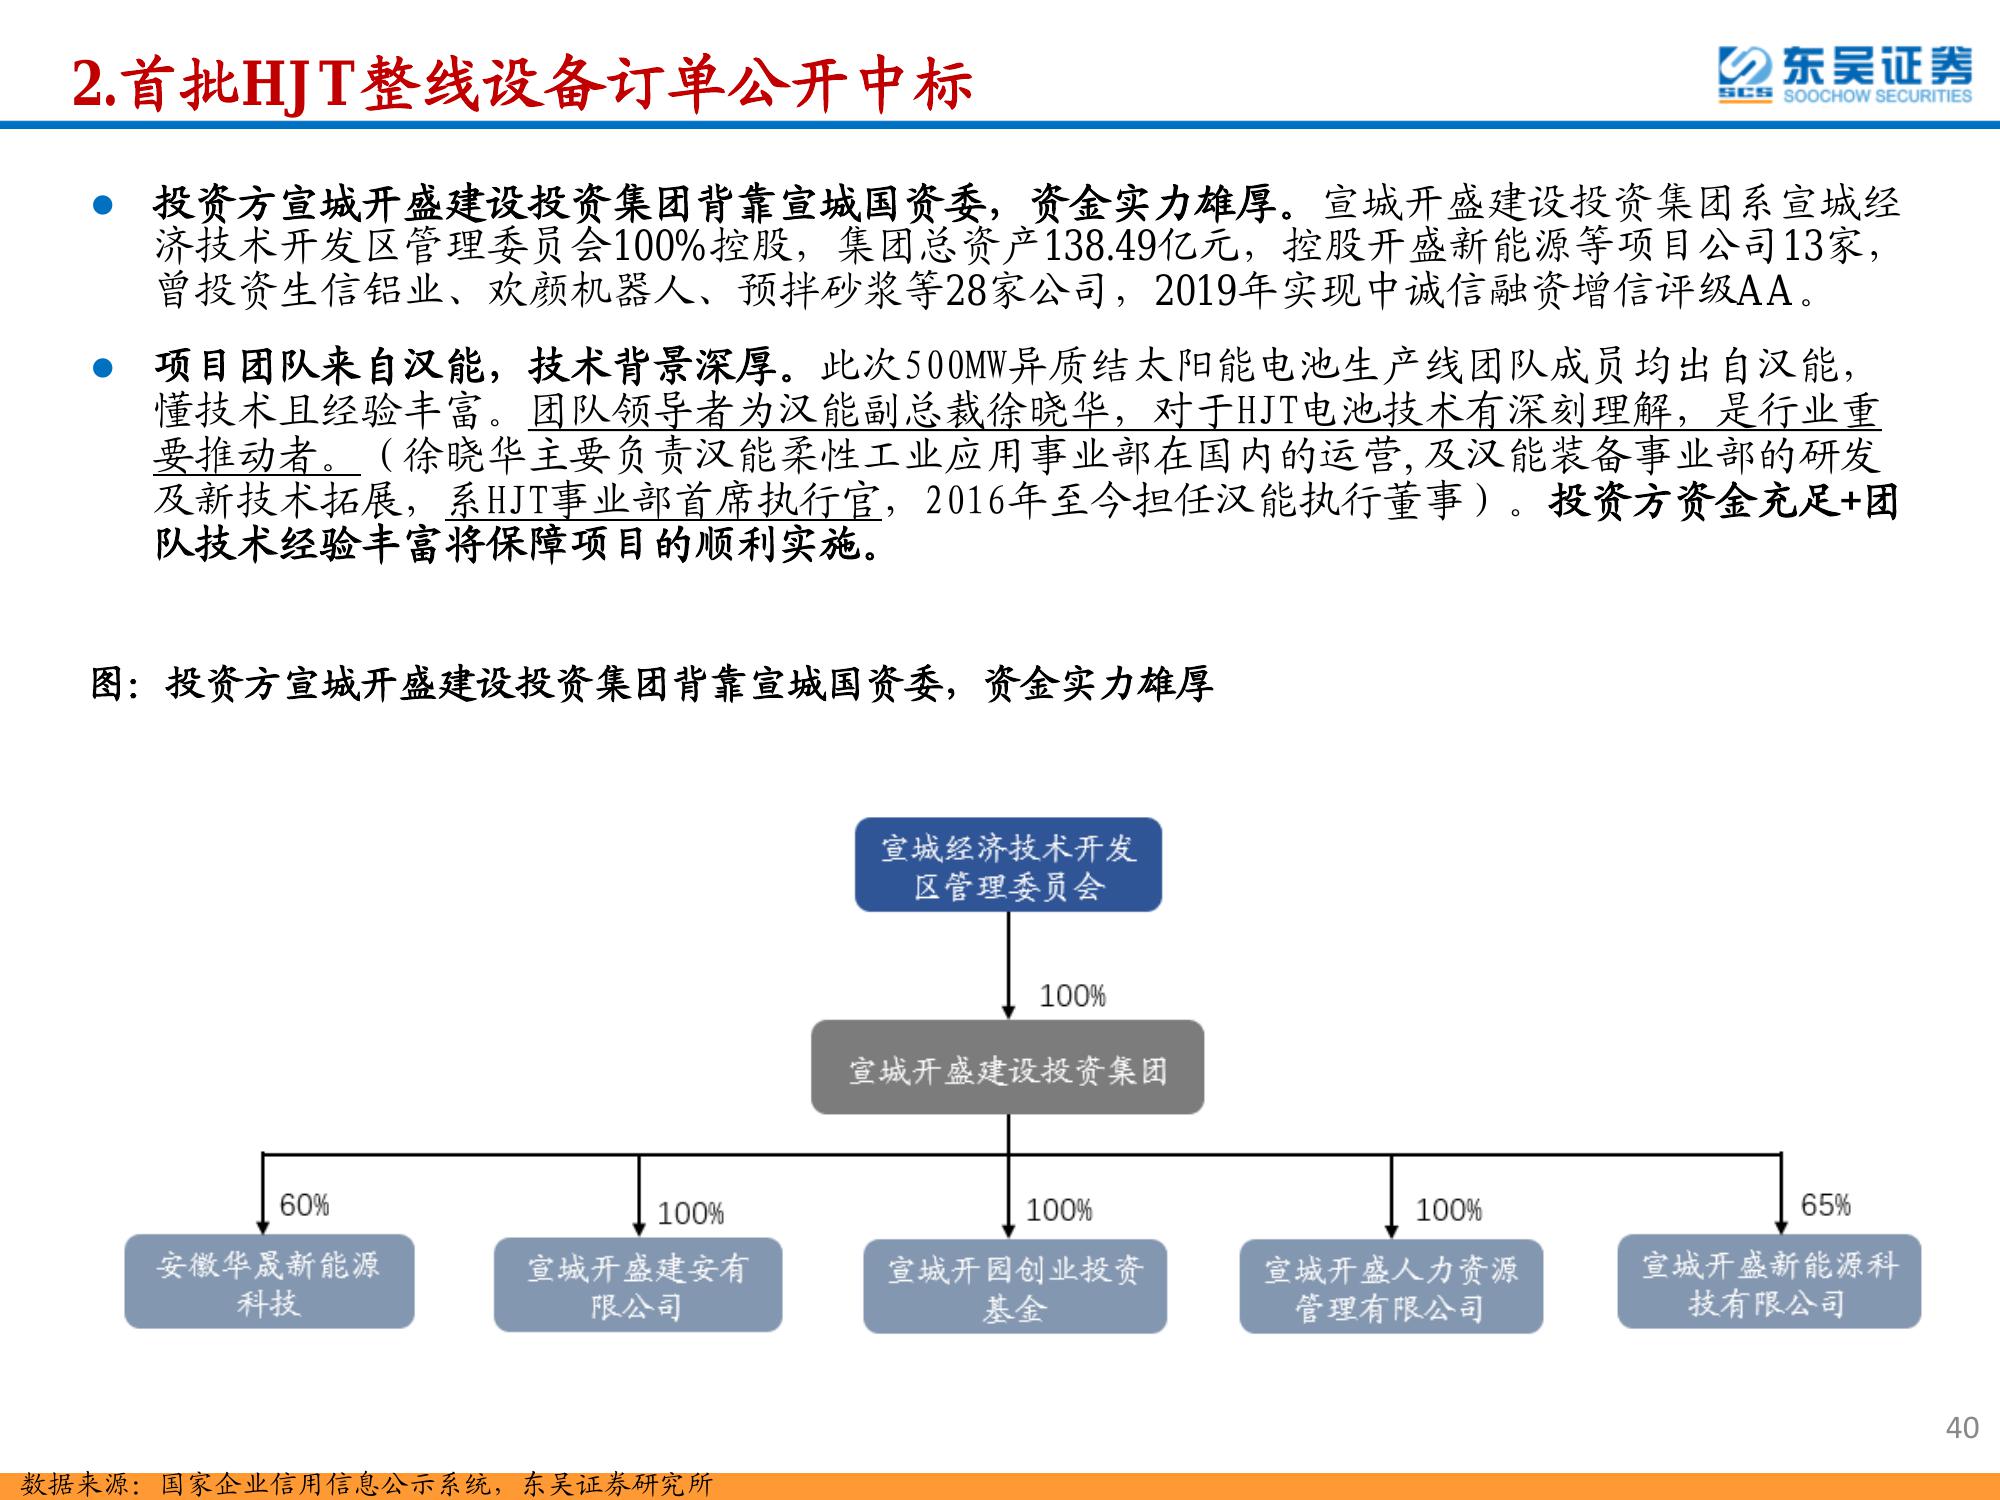 2.首批HJT整线设备订单公开中标
东吴证券
SCS
SOOCHOW SECURITIES
投资方宣城开盛建设投资集团背靠宣城国资委，资金实力雄厚。宣城开盛建设投资集团系宣城经
济技术开发区管理委员会100%控股，集团总资产138.49亿元，控股开盛新能源等项目公司13家，
曾投资生信铝业、欢颜机器人、预拌砂浆等28家公司，2019年实现中诚信融资增信评级AA。
项目团队来自汉能，技术背景深厚。此次500MW异质结太阳能电池生产线团队成员均出自汉能，
懂技术且经验丰富。团队领导者为汉能副总裁徐晓华，对于HJT电池技术有深刻理解，是行业重
要推动者。（徐晓华主要负责汉能柔性工业应用事业部在国内的运营,及汉能装备事业部的研发
及新技术拓展，系HJT事业部首席执行官，2016年至今担任汉能执行董事）。投资方资金充足+团
队技术经验丰富将保障项目的顺利实施。
图：投资方宣城开盛建设投资集团背靠宣城国资委，资金实力雄厚
宣城经济技术开发
区管理委员会
100%
宣城开盛建设投资集团
60%
100%
100%
100%
65%
安徽华晟新能源
科技
宣城开盛建安有
限公司
宣城开园创业投资
基金
宣城开盛人力资源
管理有限公司
宣城开盛新能源科
技有限公司
40
数据来源：国家企业信用信息公示系统，东吴证券研究所